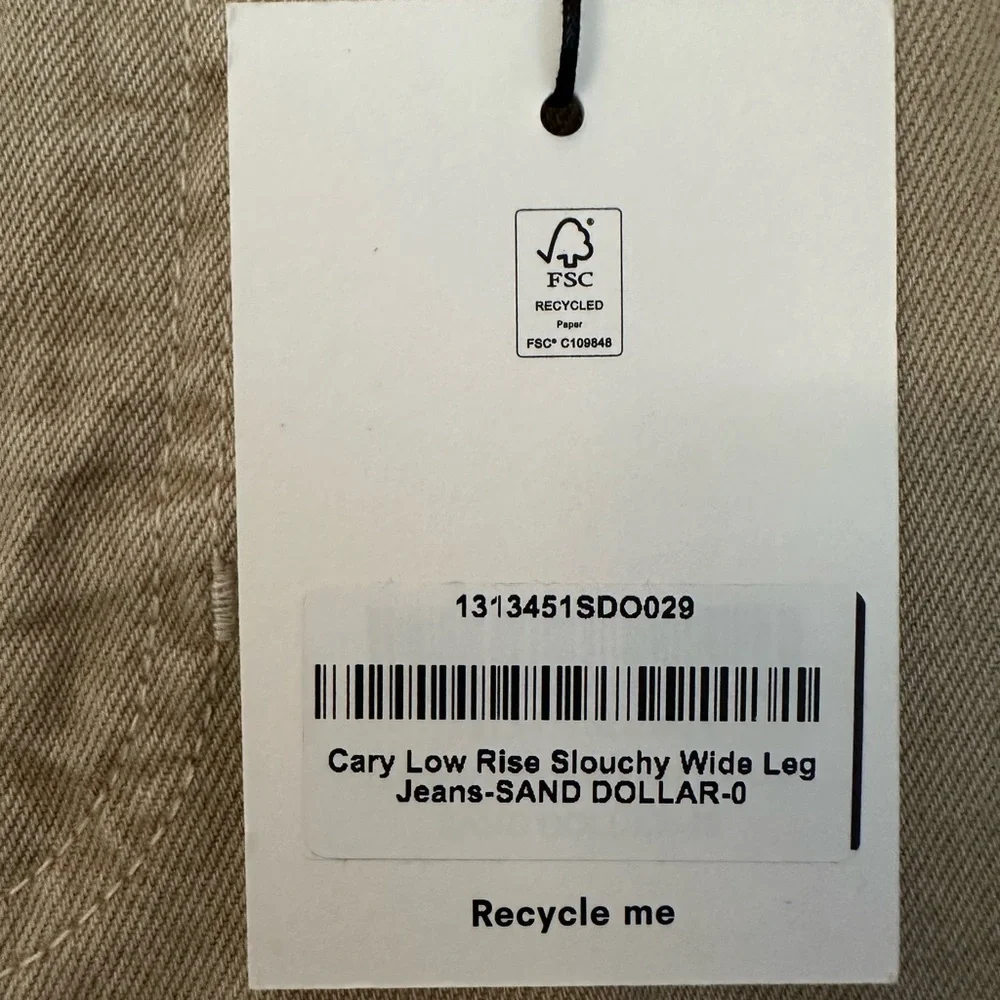 FSC®
RECYCLED
Paper
FSC® C109848
1313451SDO029
Cary Low Rise Slouchy Wide Leg
Jeans-SAND DOLLAR-0
Recycle me